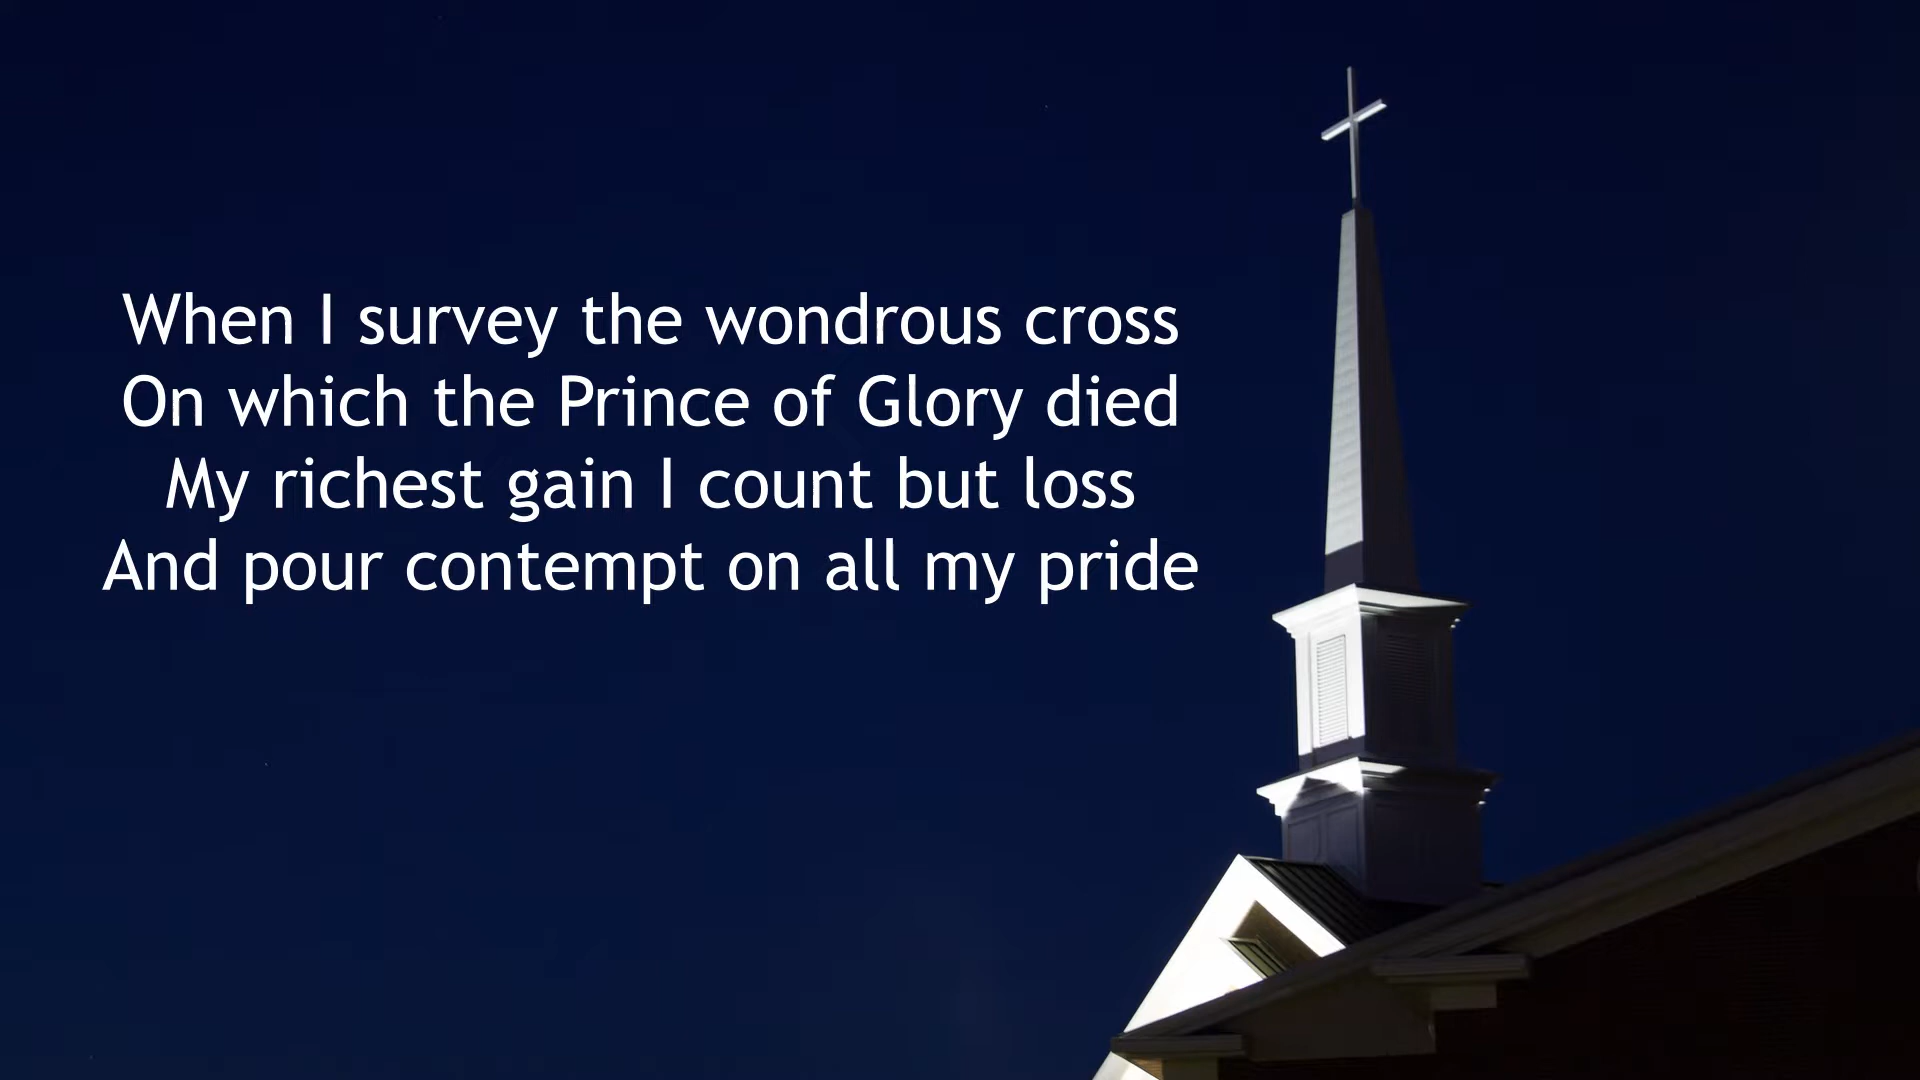 When I survey the wondrous cross
On which the Prince of Glory died
My richest gain I count but loss
And pour contempt on all my pride